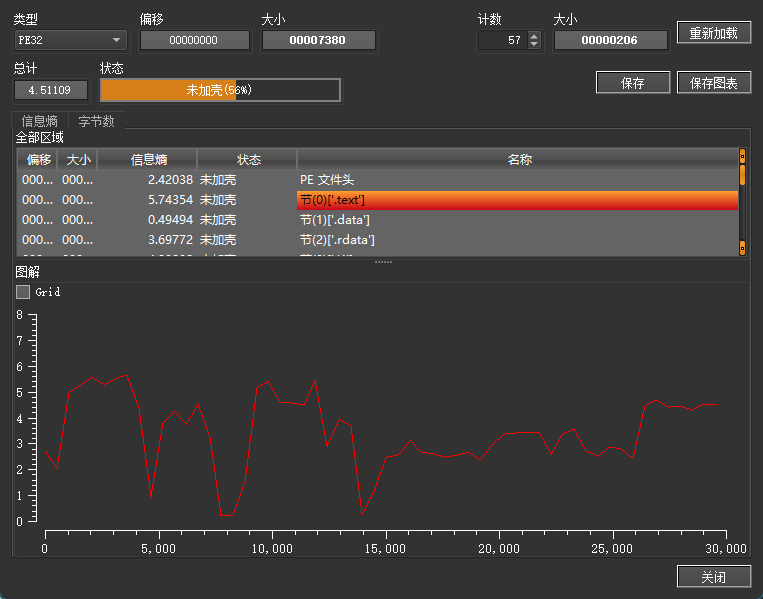 类型 偏移 大小 计数 大小
PE32 00000000 00007380 57 00000206 重新加载
总计 状态
4.51109 未加壳(56%) 保存 保存图表
信息熵 字节数
全部区域
偏移 大小 信息熵 状态 名称
000... 000... 2.42038 未加壳 PE 文件头
000... 000... 5.74354 未加壳 节(0)['.text']
000... 000... 0.49494 未加壳 节(1)['.data']
000... 000... 3.69772 未加壳 节(2)['.rdata']
图解
Grid
8
7
6
5
4
3
2
1
0
0 5,000 10,000 15,000 20,000 25,000 30,000
关闭